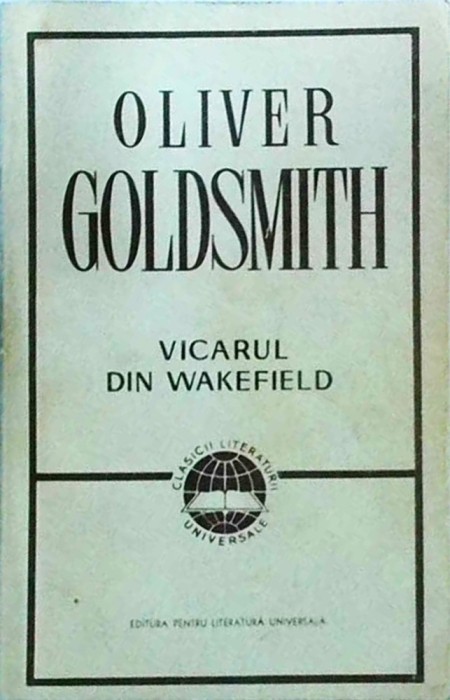 OLIVER
GOLDSMITH
VICARUL
DIN WAKEFIELD
CLASICII LITERATURII
UNIVERSALE
EDITURA PENTRU LITERATURĂ UNIVERSALĂ